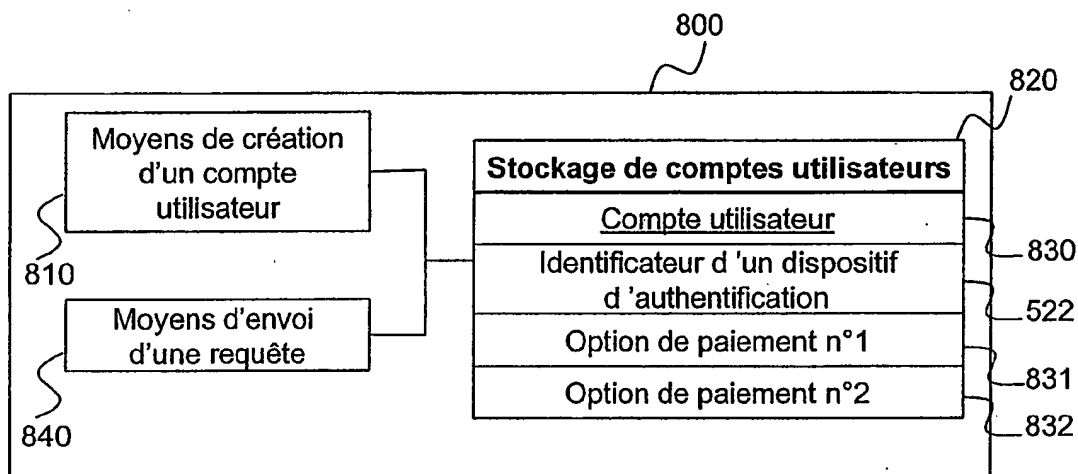 800
820
Moyens de création
d'un compte
utilisateur
810
Moyens d'envoi
d'une requête
840
Stockage de comptes utilisateurs
Compte utilisateur
830
Identificateur d 'un dispositif
d 'authentification
522
Option de paiement n°1
831
Option de paiement n°2
832